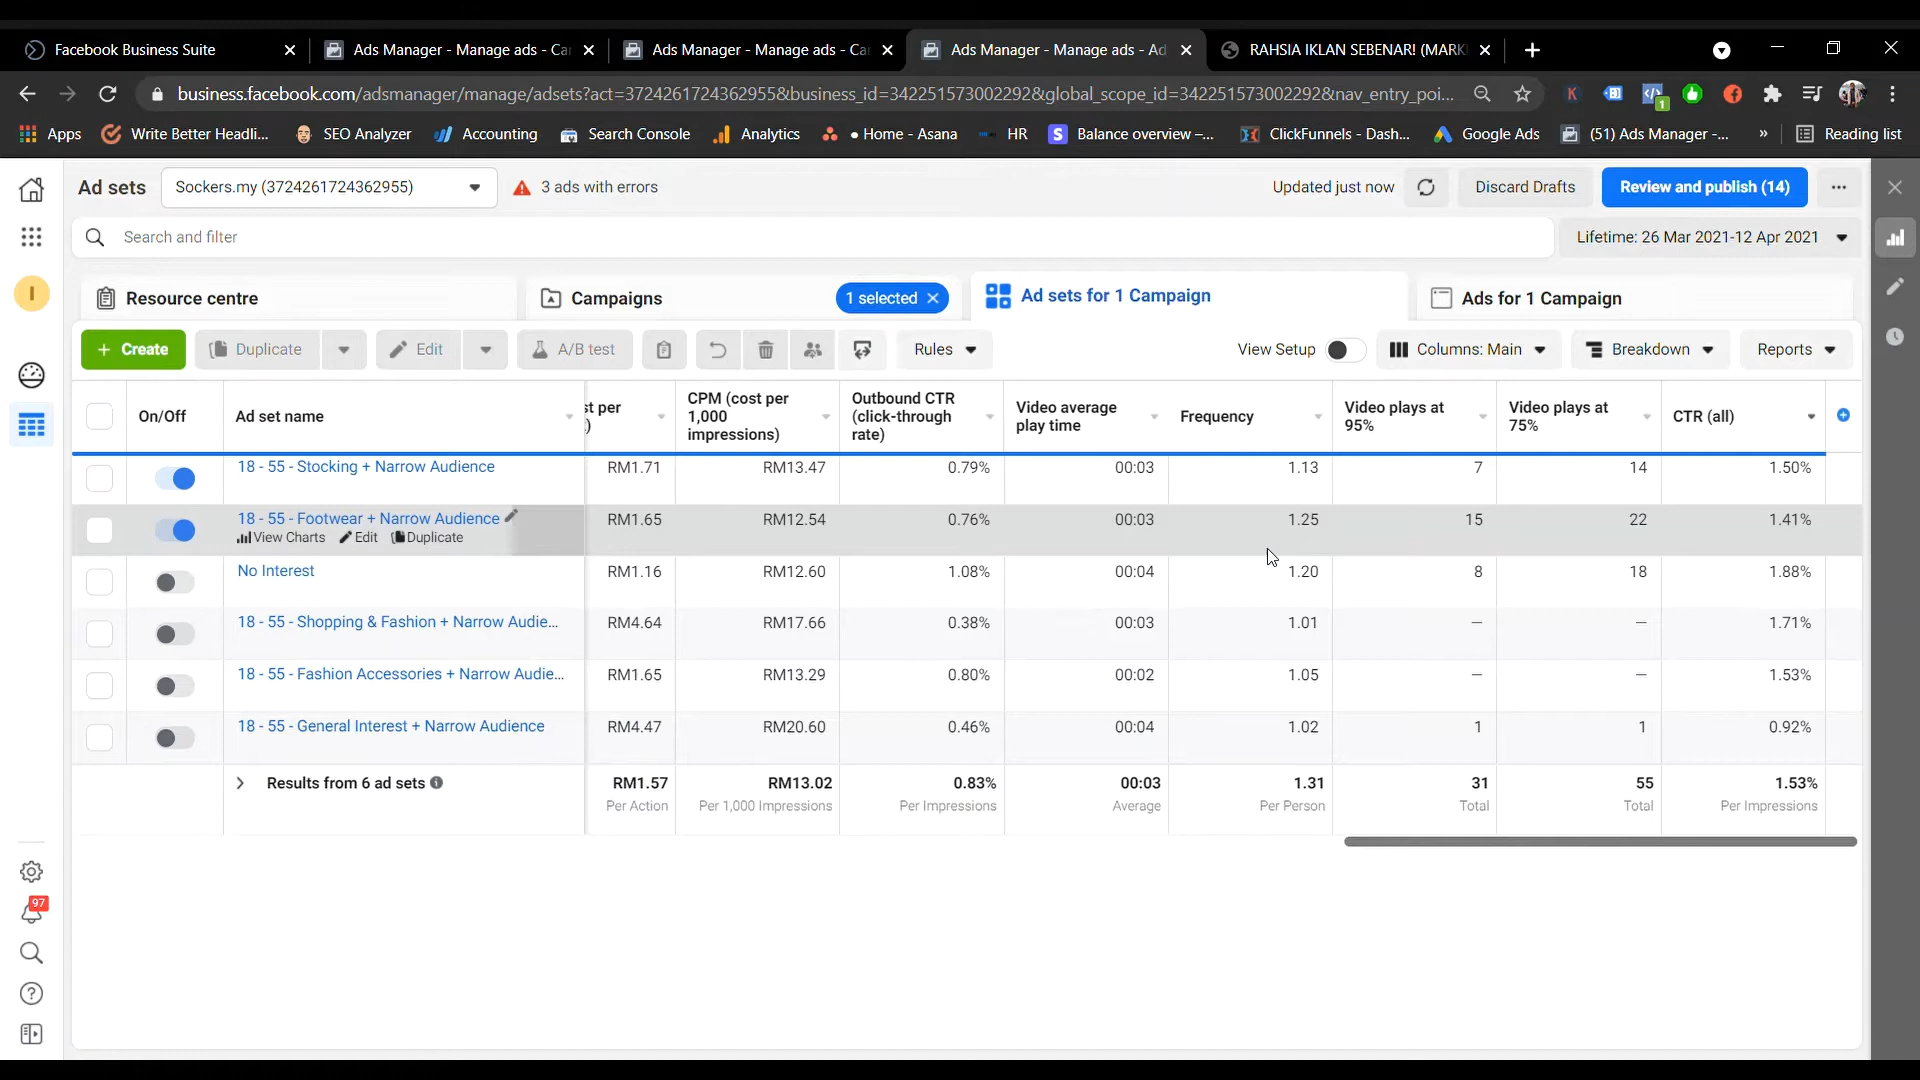 Facebook Business Suite
Ads Manager - Manage ads - Ca
Ads Manager - Manage ads - Ca
Ads Manager - Manage ads - Ad
RAHSIA IKLAN SEBENAR! (MARK
business.facebook.com/adsmanager/manage/adsets?act=3724261724362955&business_id=342251573002292&global_scope_id=342251573002292&nav_entry_poi...
K
1
Apps
Write Better Headli...
SEO Analyzer
Accounting
Search Console
Analytics
• Home - Asana
HR
S
Balance overview –...
ClickFunnels - Dash...
Google Ads
(51) Ads Manager -...
»
Reading list
Ad sets
Sockers.my (3724261724362955)
3 ads with errors
Updated just now
Discard Drafts
Review and publish (14)
Search and filter
Lifetime: 26 Mar 2021-12 Apr 2021
I
Resource centre
Campaigns
1 selected
Ad sets for 1 Campaign
Ads for 1 Campaign
+ Create
Duplicate
Edit
A/B test
Rules
View Setup
Columns: Main
Breakdown
Reports
On/Off
Ad set name
st per
)
CPM (cost per
1,000
impressions)
Outbound CTR
(click-through
rate)
Video average
play time
Frequency
Video plays at
95%
Video plays at
75%
CTR (all)
18 - 55 - Stocking + Narrow Audience
RM1.71
RM13.47
0.79%
00:03
1.13
7
14
1.50%
18 - 55 - Footwear + Narrow Audience
View Charts
Edit
Duplicate
RM1.65
RM12.54
0.76%
00:03
1.25
15
22
1.41%
No Interest
RM1.16
RM12.60
1.08%
00:04
1.20
8
18
1.88%
18 - 55 - Shopping & Fashion + Narrow Audie...
RM4.64
RM17.66
0.38%
00:03
1.01
—
—
1.71%
18 - 55 - Fashion Accessories + Narrow Audie...
RM1.65
RM13.29
0.80%
00:02
1.05
—
—
1.53%
18 - 55 - General Interest + Narrow Audience
RM4.47
RM20.60
0.46%
00:04
1.02
1
1
0.92%
Results from 6 ad sets
RM1.57
Per Action
RM13.02
Per 1,000 Impressions
0.83%
Per Impressions
00:03
Average
1.31
Per Person
31
Total
55
Total
1.53%
Per Impressions
97